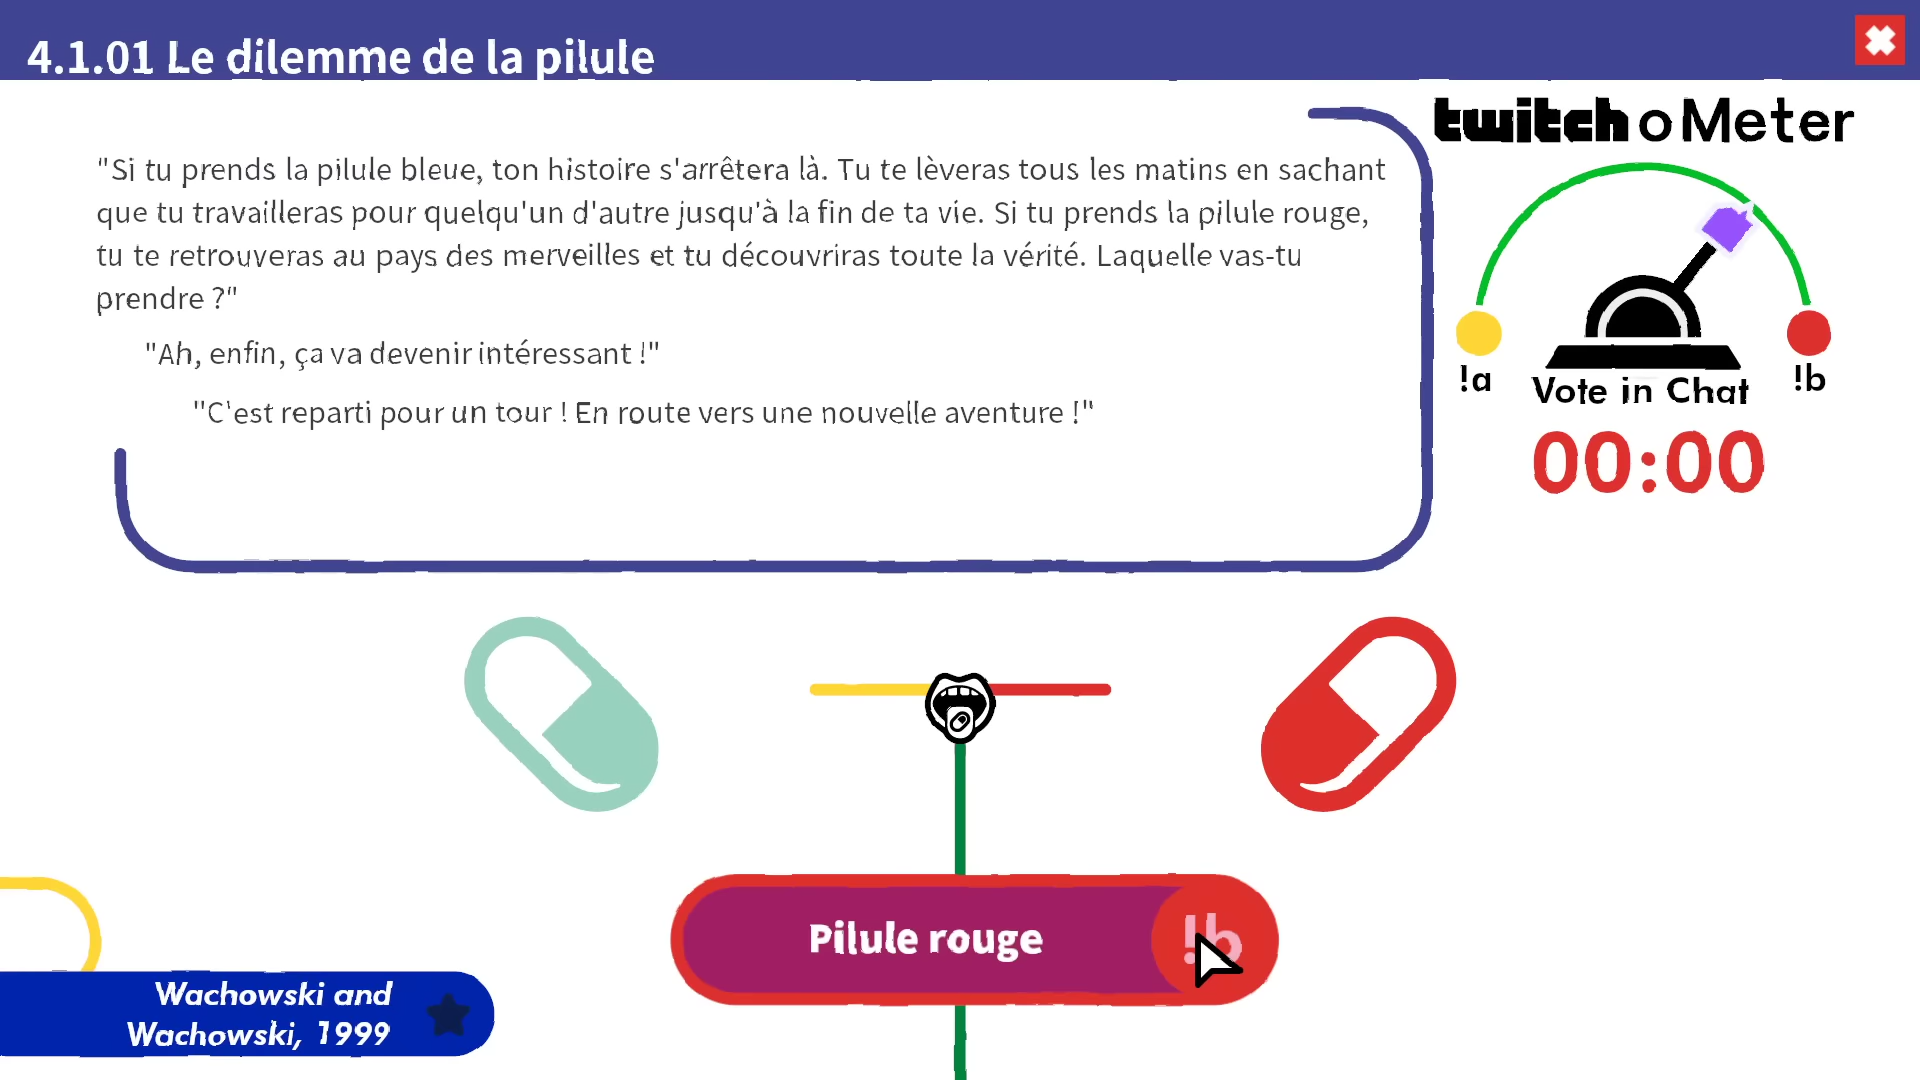 4.1.01 Le dilemme de la pilule
twitch o Meter
"Si tu prends la pilule bleue, ton histoire s'arrêtera là. Tu te lèveras tous les matins en sachant
que tu travailleras pour quelqu'un d'autre jusqu'à la fin de ta vie. Si tu prends la pilule rouge,
tu te retrouveras au pays des merveilles et tu découvriras toute la vérité. Laquelle vas-tu
prendre ?"
"Ah, enfin, ça va devenir intéressant !"
"C'est reparti pour un tour ! En route vers une nouvelle aventure !"
!a
Vote in Chat
!b
00:00
Pilule rouge
!b
Wachowski and
Wachowski, 1999